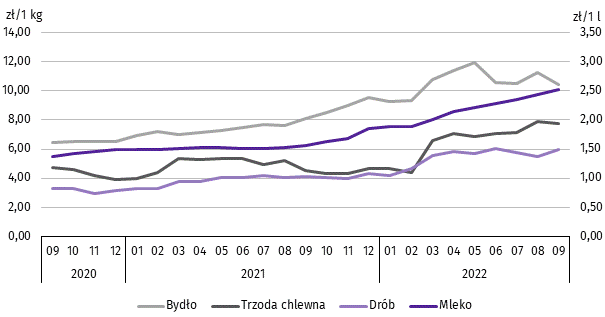 zł/1 kg zł/1 l
14,00 3,50
12,00 3,00
10,00 2,50
8,00 2,00
6,00 1,50
4,00 1,00
2,00 0,50
0,00 0,00
09 10 11 12 01 02 03 04 05 06 07 08 09 10 11 12 01 02 03 04 05 06 07 08 09
2020 2021 2022
Bydło Trzoda chlewna Drób Mleko